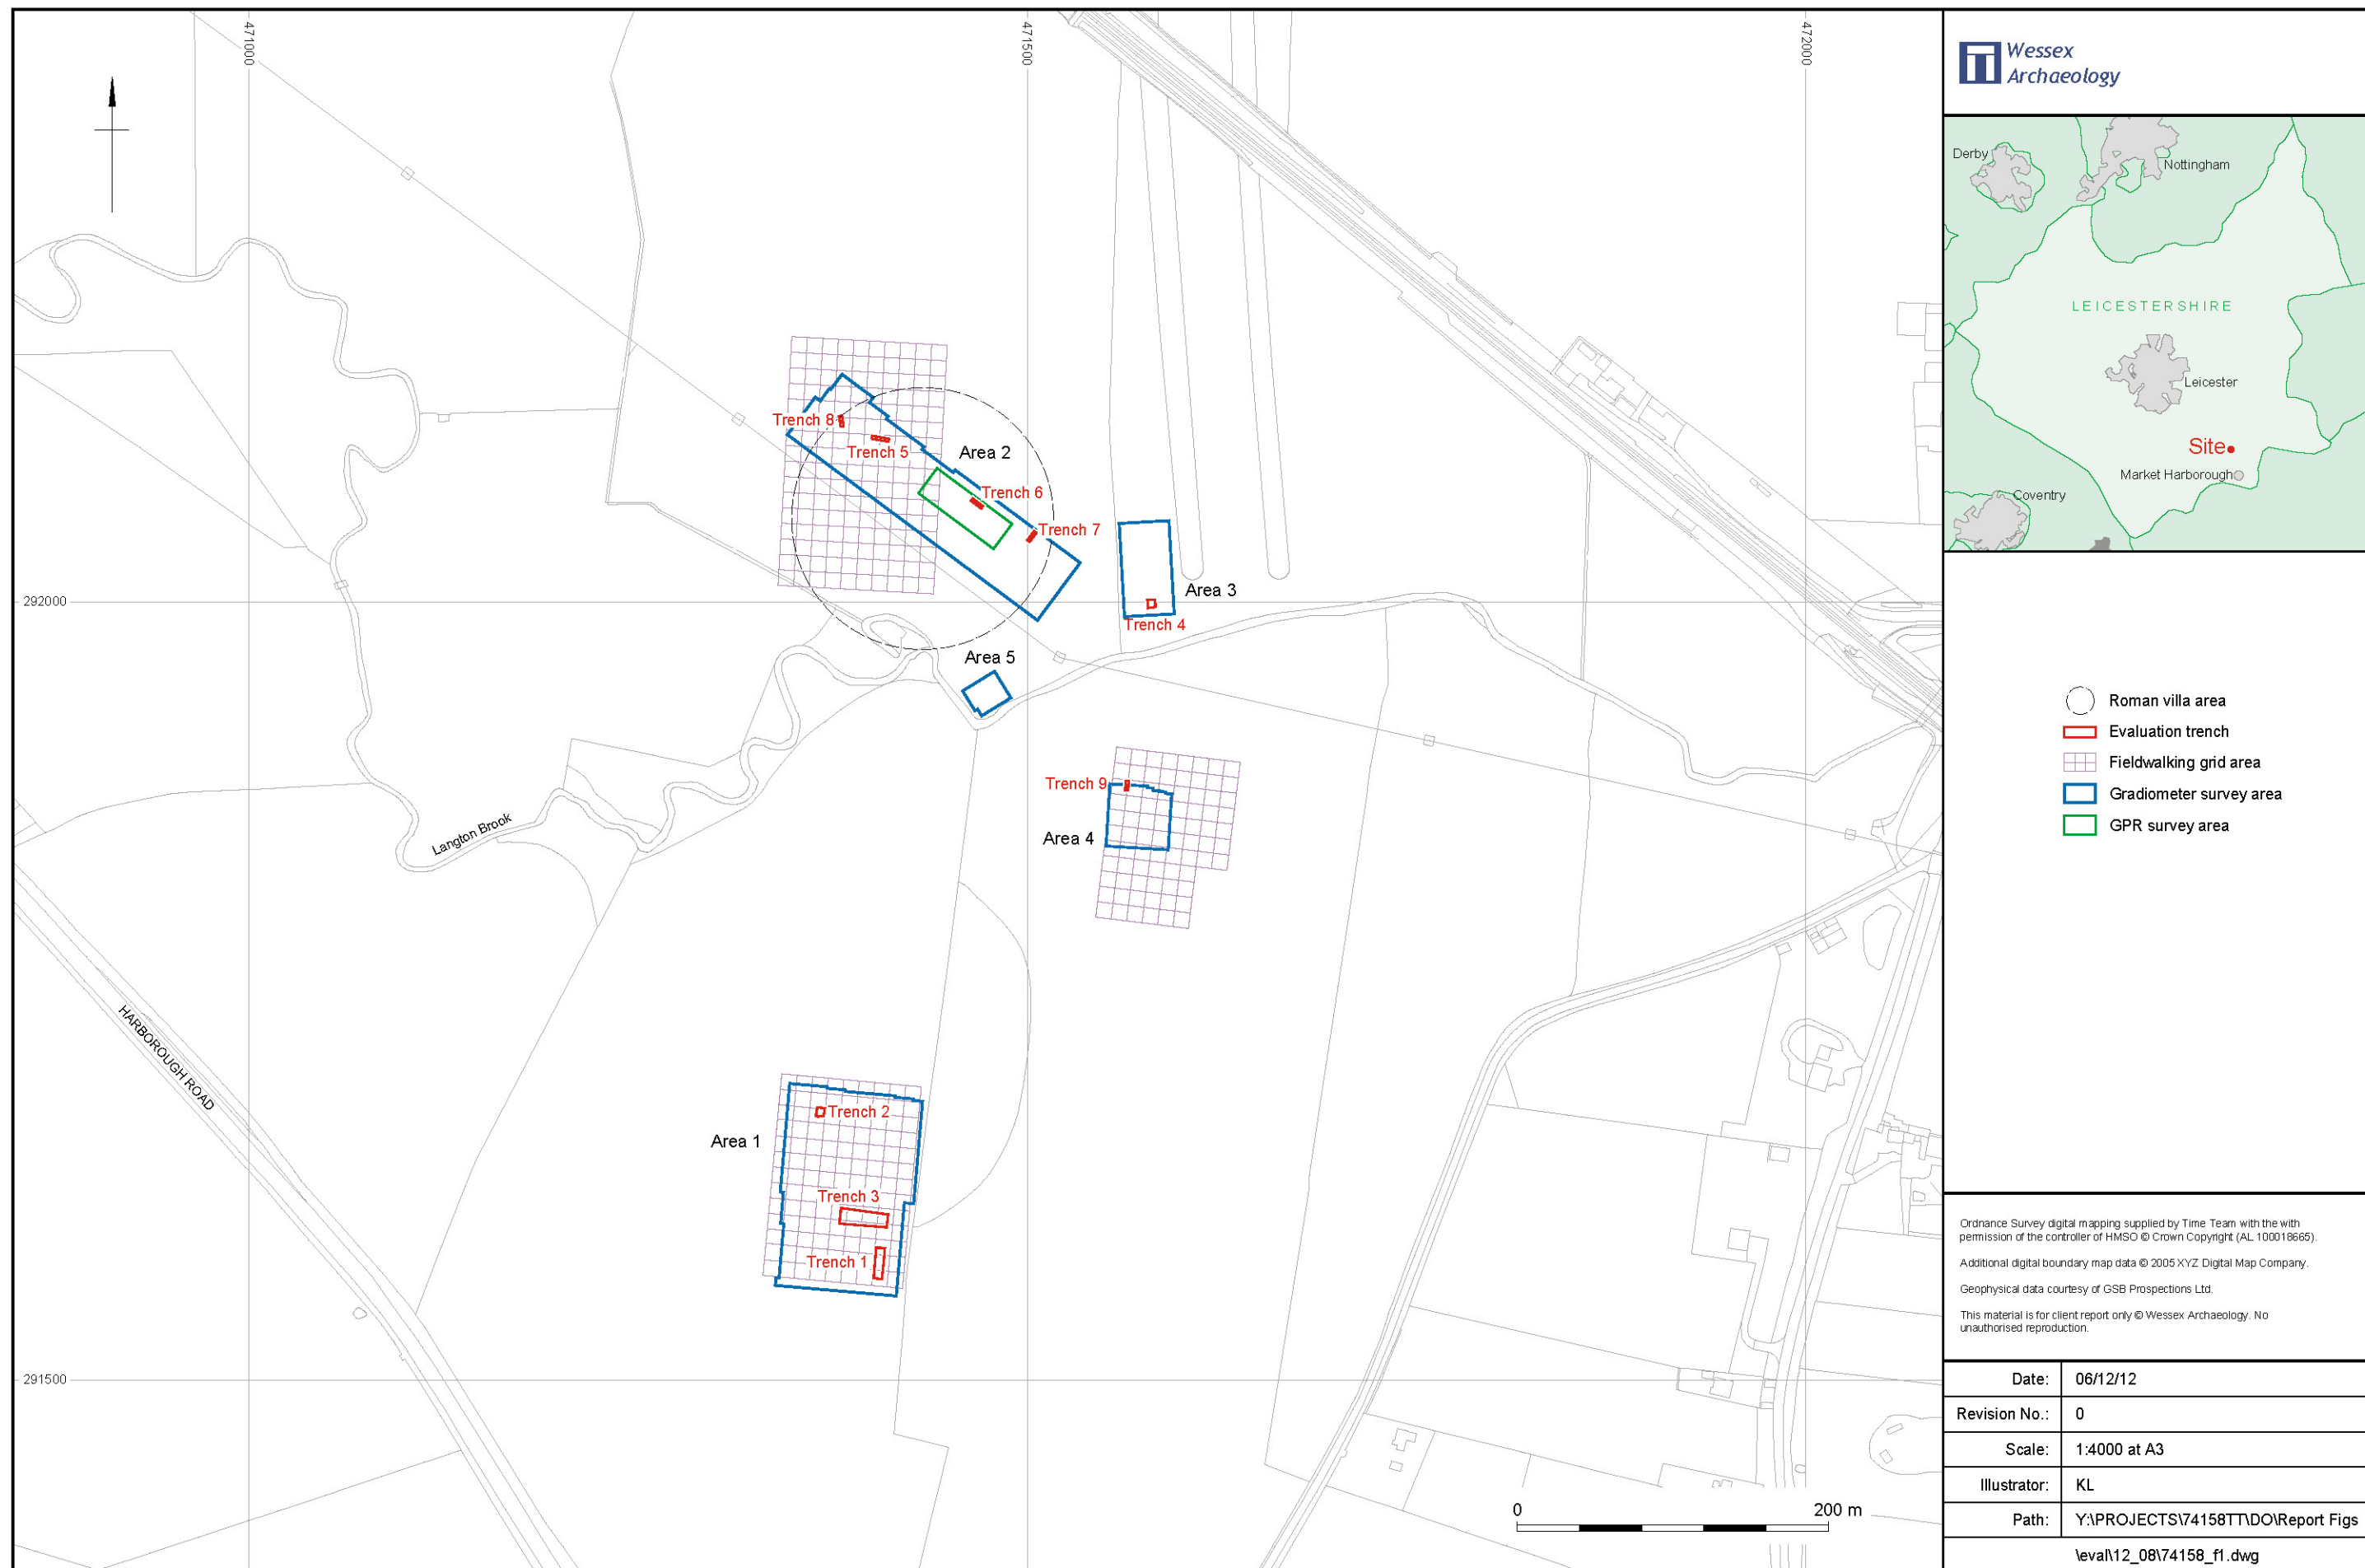 471000
471500
472000
Trench 8
Trench 5
Area 2
Trench 6
Trench 7
Area 3
292000
Trench 4
Area 5
Trench 9
Area 4
Langton Brook
HARBOROUGH ROAD
Trench 2
Area 1
Trench 3
Trench 1
291500
0
200 m
Wessex
Archaeology
Derby
Nottingham
LEICESTERSHIRE
Leicester
Site
Market Harborough
Coventry
Roman villa area
Evaluation trench
Fieldwalking grid area
Gradiometer survey area
GPR survey area
Ordnance Survey digital mapping supplied by Time Team with the with
permission of the controller of HMSO © Crown Copyright (AL 100018665).
Additional digital boundary map data © 2005 XYZ Digital Map Company.
Geophysical data courtesy of GSB Prospections Ltd.
This material is for client report only © Wessex Archaeology. No
unauthorised reproduction.
Date: 06/12/12
Revision No.: 0
Scale: 1:4000 at A3
Illustrator: KL
Path: Y:\PROJECTS\74158TT\DO\Report Figs
\eval\12_08\74158_f1.dwg